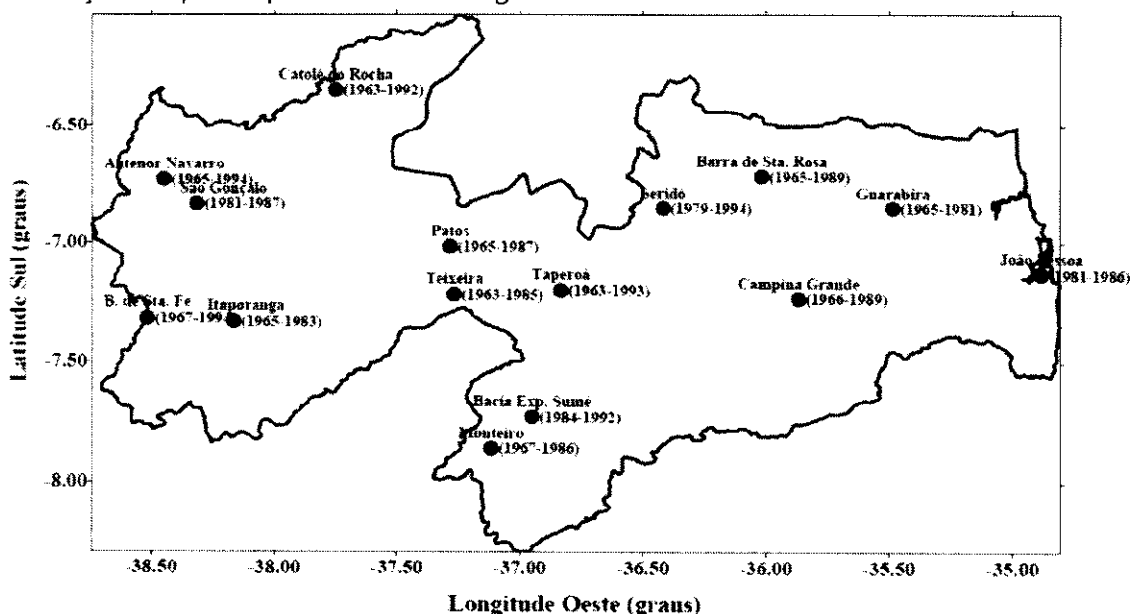 Catolé do Rocha
(1963-1992)
-6.50
Antenor Navarro
(1965-1994)
São Gonçalo
(1981-1987)
Barra de Sta. Rosa
(1965-1989)
Seridó
(1979-1994)
Guarabira
(1965-1981)
-7.00
Patos
(1965-1987)
João Pessoa
(1981-1986)
Teixeira
(1963-1985)
Taperoá
(1963-1993)
Campina Grande
(1966-1989)
B. de Sta. Fe
Itaporanga
(1965-1983)
-7.50
Bacia Exp. Sumé
(1984-1992)
Monteiro
(1967-1986)
-8.00
Latitude Sul (graus)
-38.50 -38.00 -37.50 -37.00 -36.50 -36.00 -35.50 -35.00
Longitude Oeste (graus)